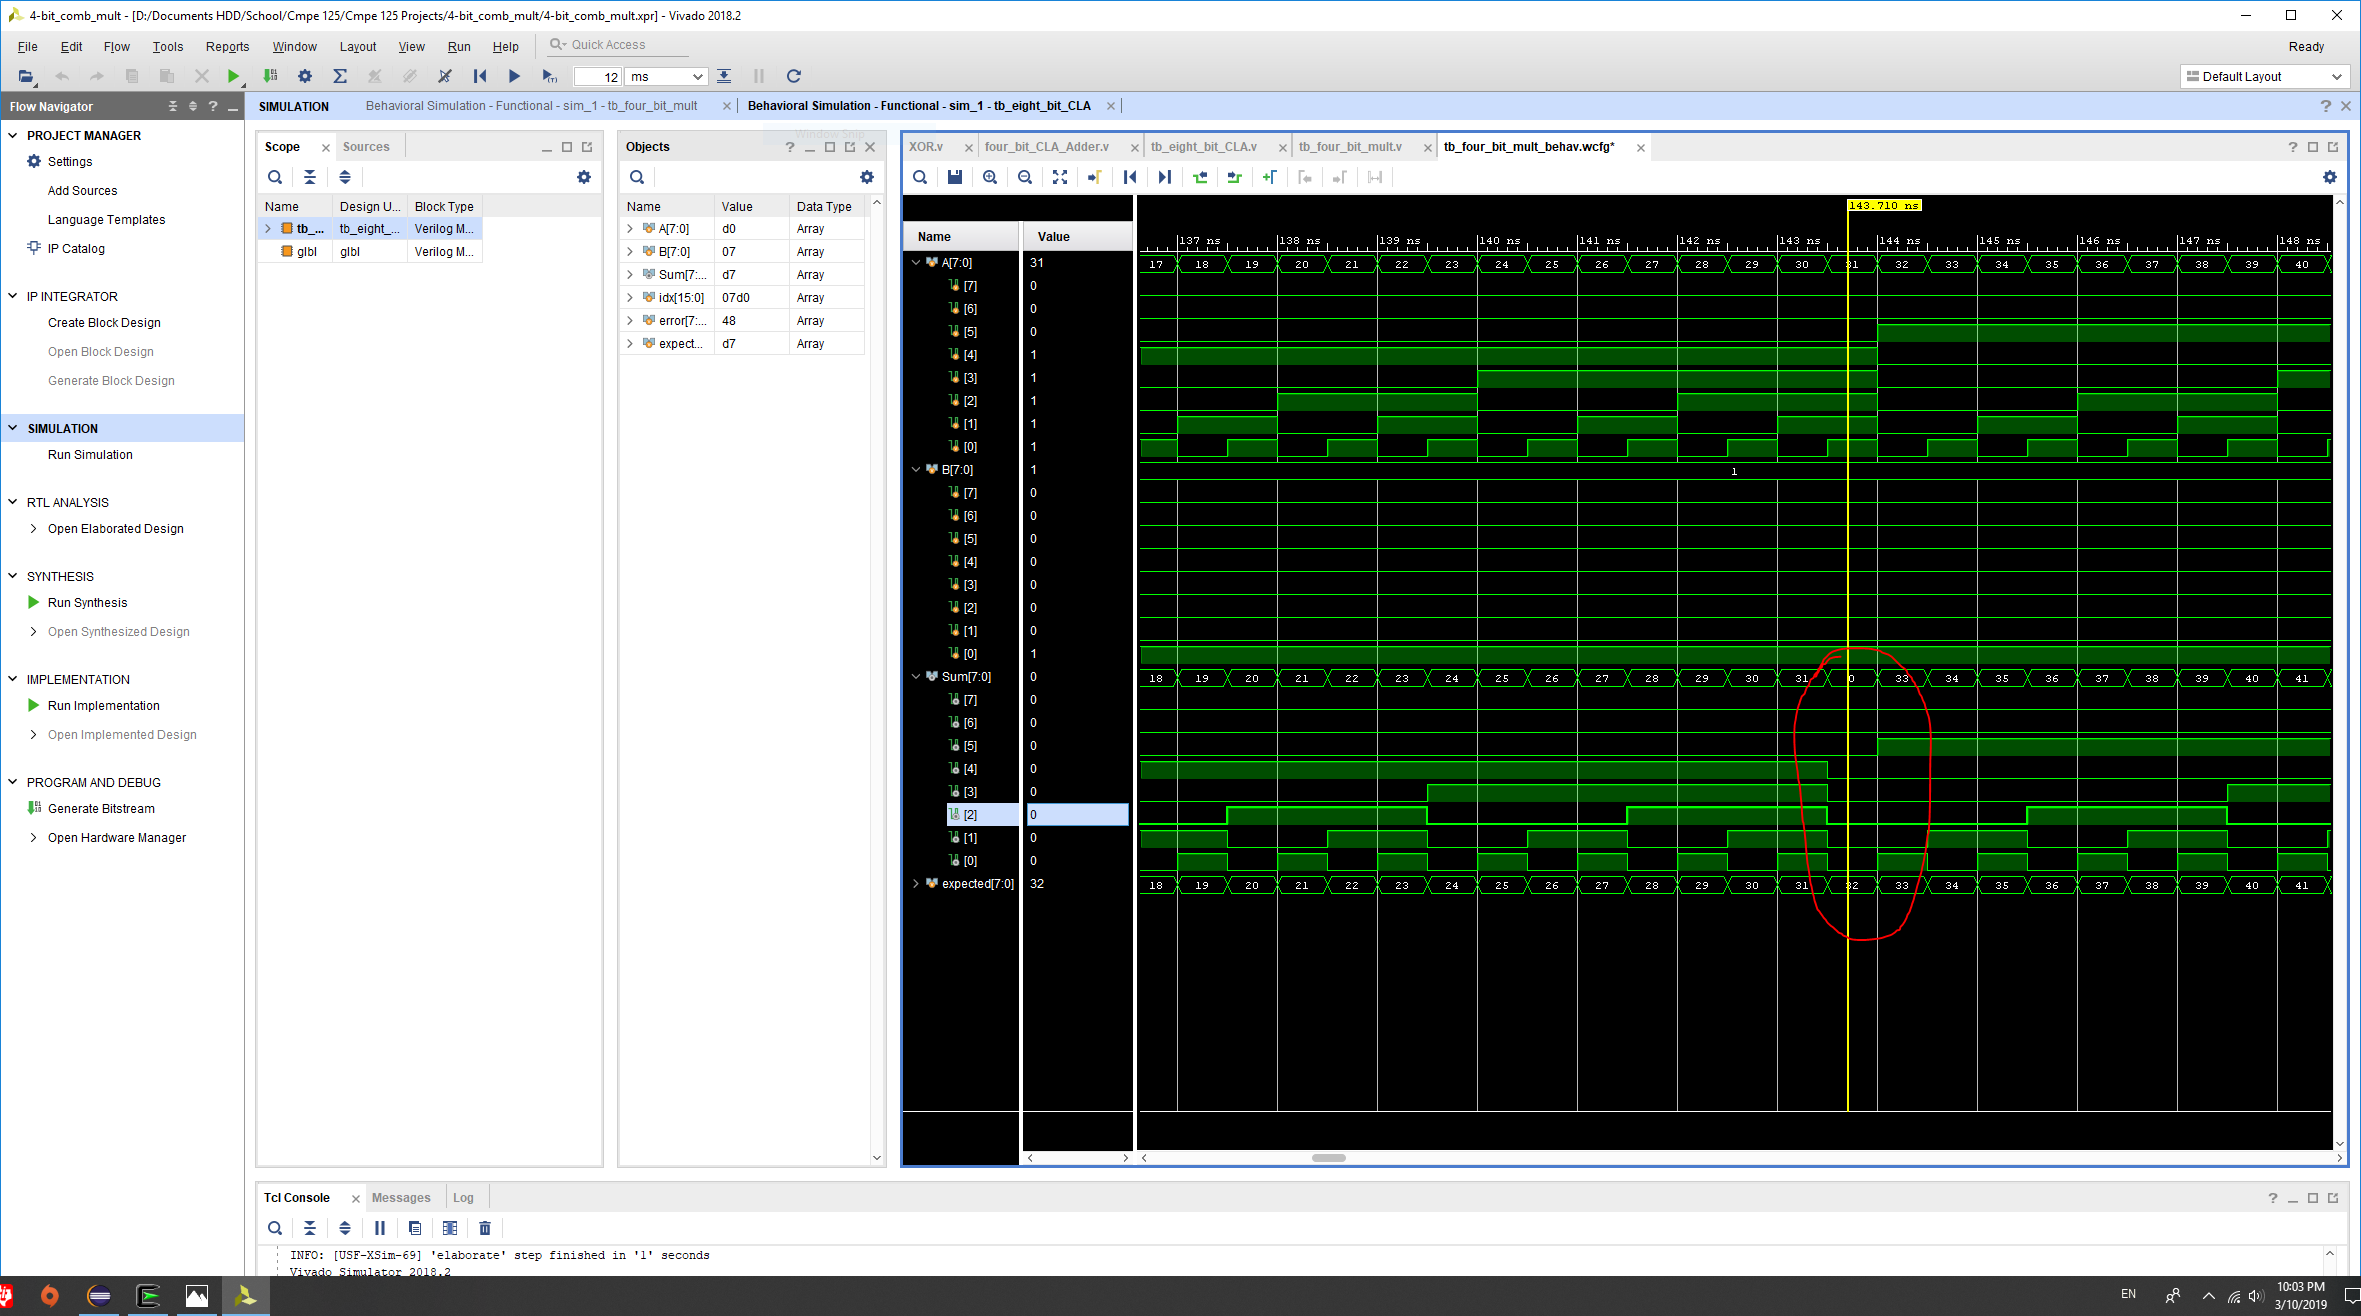 4-bit_comb_mult - [D:/Documents HDD/School/Cmpe 125/Cmpe 125 Projects/4-bit_comb_mult/4-bit_comb_mult.xpr] - Vivado 2018.2
File Edit Flow Tools Reports Window Layout View Run Help Quick Access Ready
12 ms Default Layout
Flow Navigator
SIMULATION Behavioral Simulation - Functional - sim_1 - tb_four_bit_mult Behavioral Simulation - Functional - sim_1 - tb_eight_bit_CLA
PROJECT MANAGER
Settings
Add Sources
Language Templates
IP Catalog
IP INTEGRATOR
Create Block Design
Open Block Design
Generate Block Design
SIMULATION
Run Simulation
RTL ANALYSIS
Open Elaborated Design
SYNTHESIS
Run Synthesis
Open Synthesized Design
IMPLEMENTATION
Run Implementation
Open Implemented Design
PROGRAM AND DEBUG
Generate Bitstream
Open Hardware Manager
Scope Sources
Name Design U... Block Type
tb_... tb_eight_... Verilog M...
glbl glbl Verilog M...
Window Snip
Objects
Name Value Data Type
A[7:0] d0 Array
B[7:0] 07 Array
Sum[7:... d7 Array
idx[15:0] 07d0 Array
error[7:... 48 Array
expect... d7 Array
XOR.v four_bit_CLA_Adder.v tb_eight_bit_CLA.v tb_four_bit_mult.v tb_four_bit_mult_behav.wcfg*
143.710 ns
Name Value
137 ns 138 ns 139 ns 140 ns 141 ns 142 ns 143 ns 144 ns 145 ns 146 ns 147 ns 148 ns
A[7:0] 31 17 18 19 20 21 22 23 24 25 26 27 28 29 30 31 32 33 34 35 36 37 38 39 40
[7] 0
[6] 0
[5] 0
[4] 1
[3] 1
[2] 1
[1] 1
[0] 1
B[7:0] 1 1
[7] 0
[6] 0
[5] 0
[4] 0
[3] 0
[2] 0
[1] 0
[0] 1
Sum[7:0] 0 18 19 20 21 22 23 24 25 26 27 28 29 30 31 0 33 34 35 36 37 38 39 40 41
[7] 0
[6] 0
[5] 0
[4] 0
[3] 0
[2] 0
[1] 0
[0] 0
expected[7:0] 32 18 19 20 21 22 23 24 25 26 27 28 29 30 31 32 33 34 35 36 37 38 39 40 41
Tcl Console Messages Log
INFO: [USF-XSim-69] 'elaborate' step finished in '1' seconds
Vivado Simulator 2018.2
EN
10:03 PM
3/10/2019